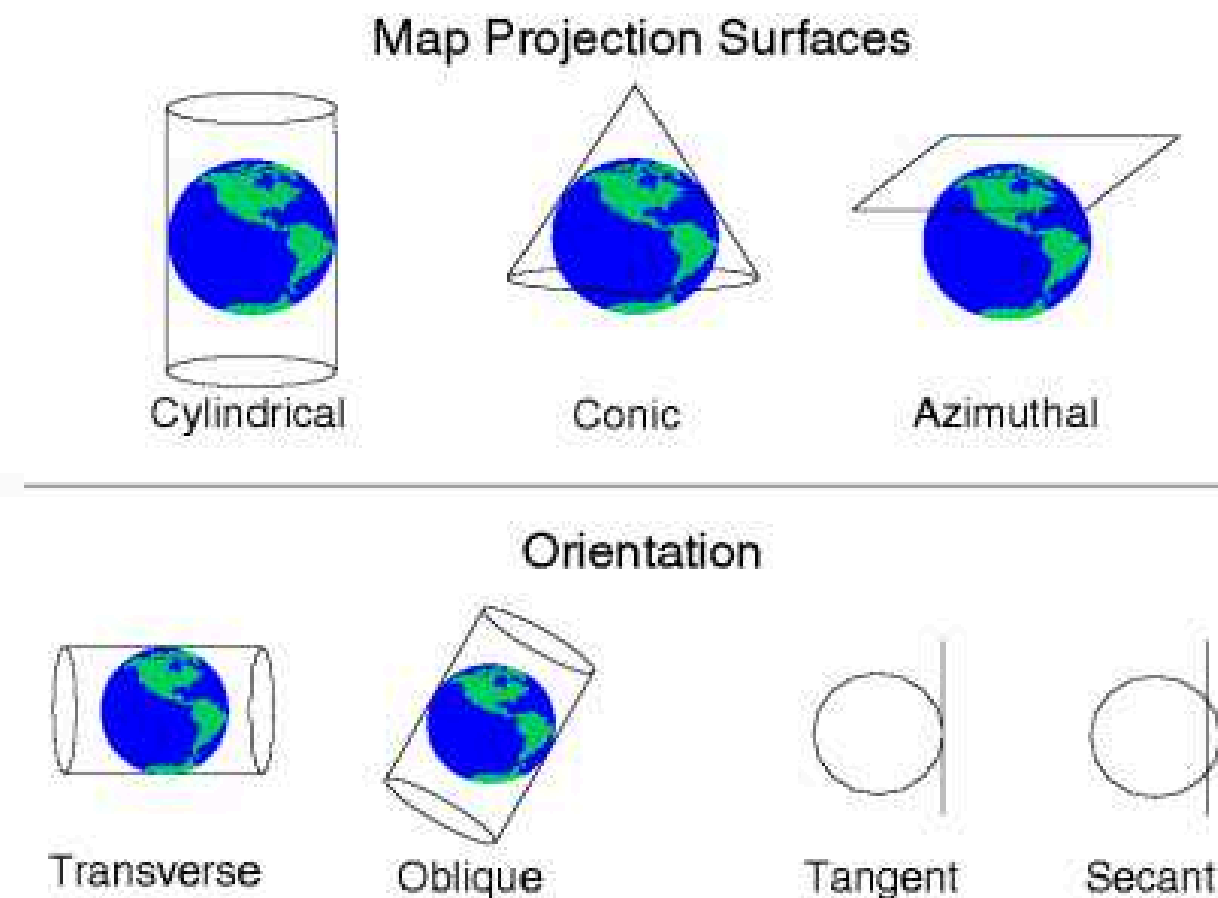 Map Projection Surfaces
Cylindrical Conic Azimuthal
Orientation
Transverse Oblique Tangent Secant